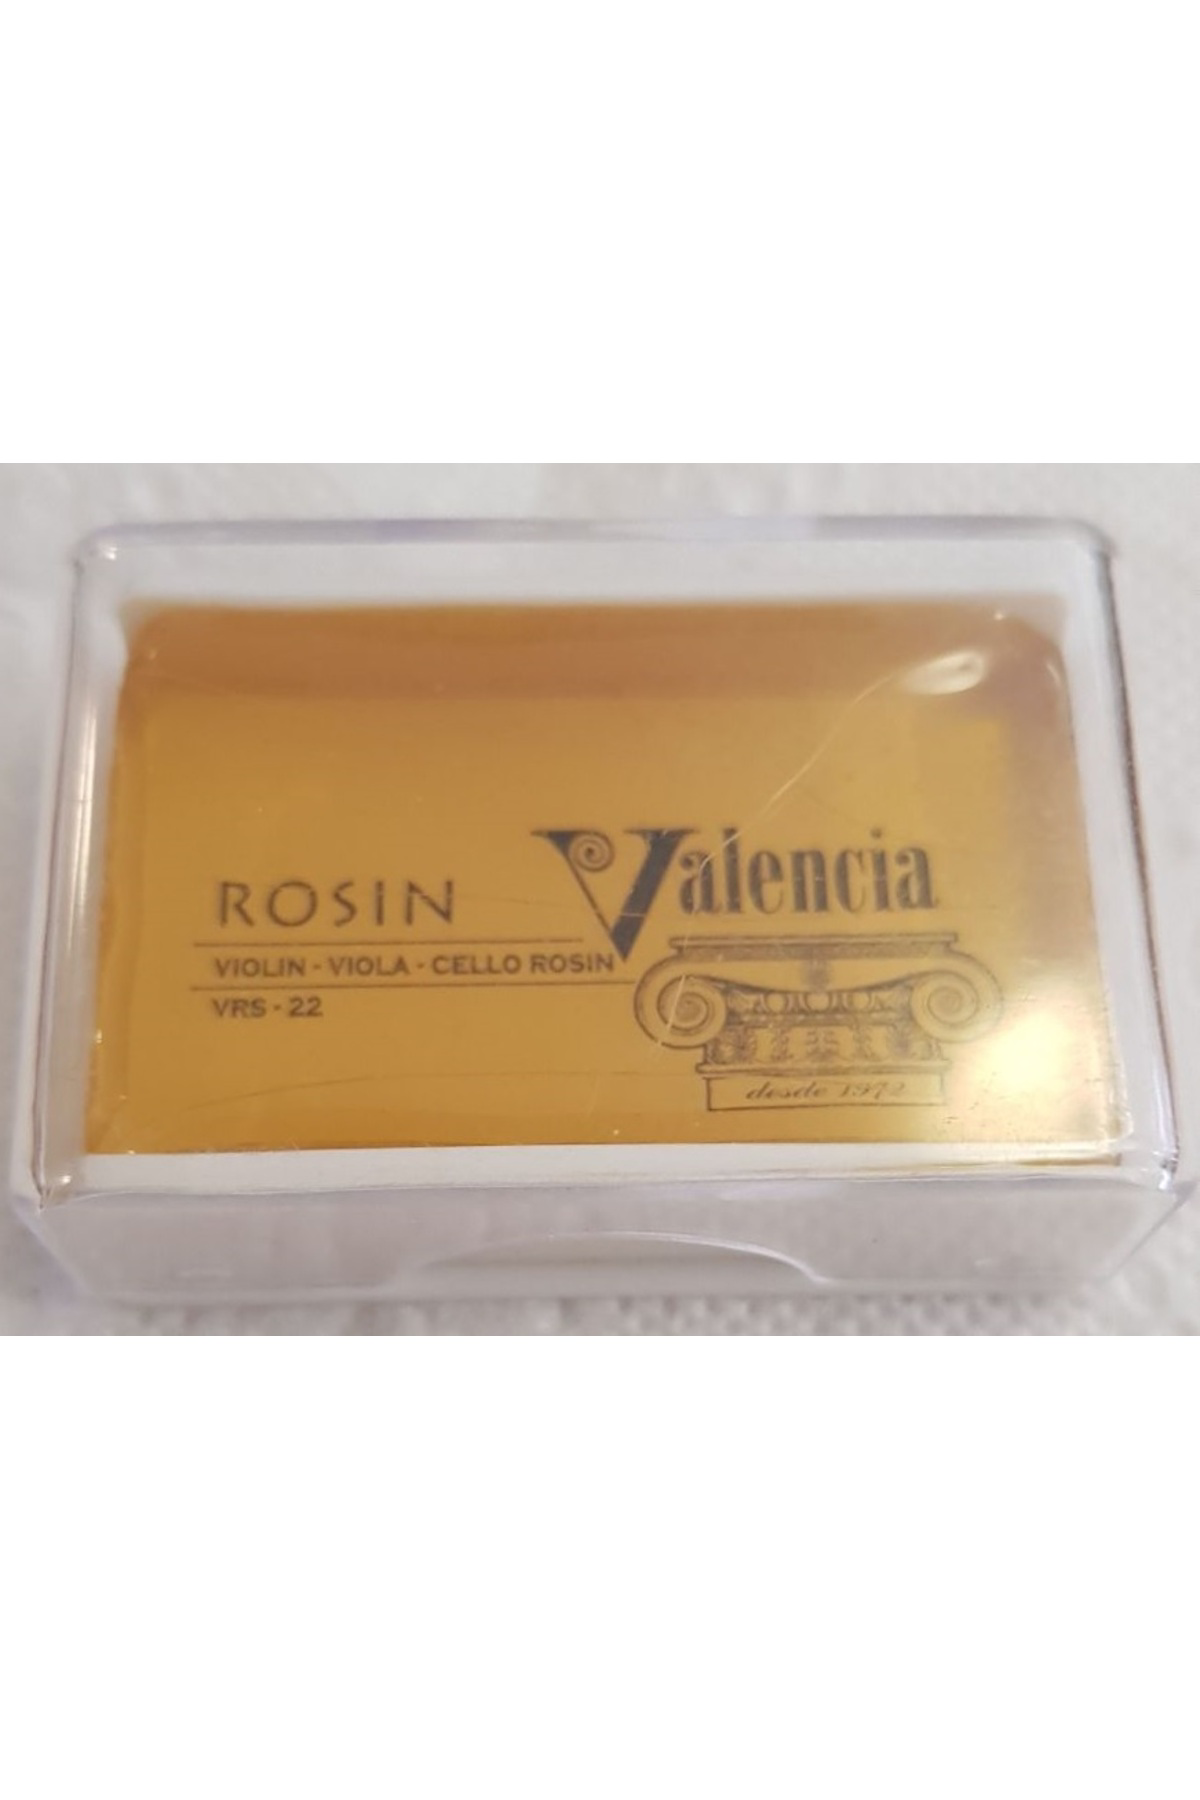 Valencia
ROSIN
VIOLIN - VIOLA - CELLO ROSIN
VRS - 22
desde 1972